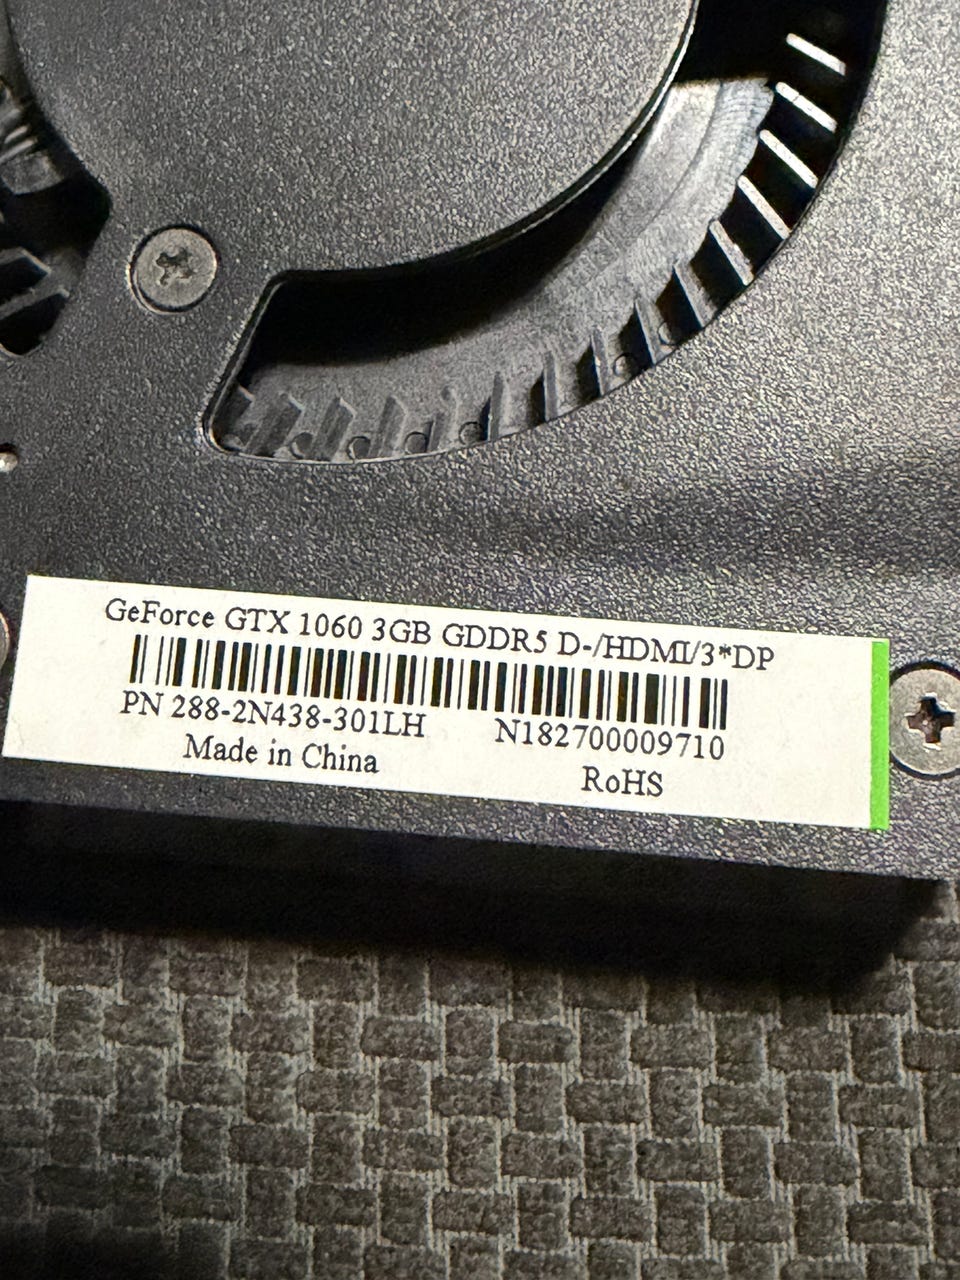 GeForce GTX 1060 3GB GDDR5 D-/HDMI/3*DP
PN 288-2N438-301LH N182700009710
Made in China RoHS